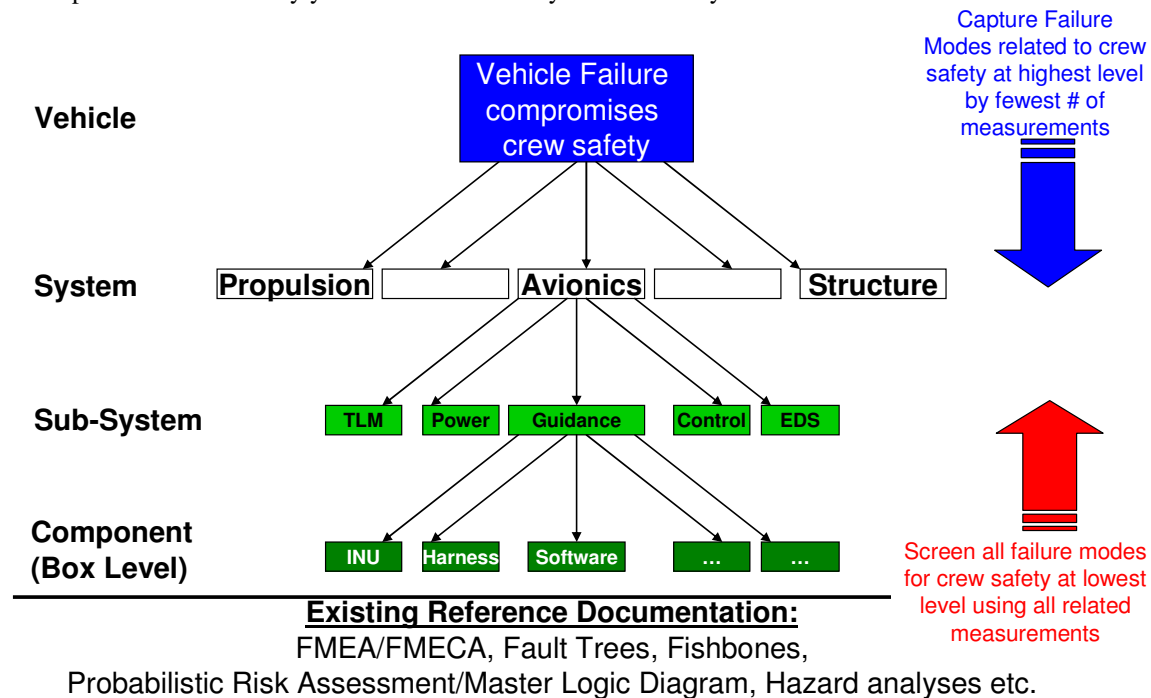 Capture Failure
Modes related to crew
safety at highest level
by fewest # of
measurements
Vehicle
Vehicle Failure
compromises
crew safety
System
Propulsion
Avionics
Structure
Sub-System
TLM
Power
Guidance
Control
EDS
Component
(Box Level)
INU
Harness
Software
...
...
Screen all failure modes
for crew safety at lowest
level using all related
measurements
Existing Reference Documentation:
FMEA/FMECA, Fault Trees, Fishbones,
Probabilistic Risk Assessment/Master Logic Diagram, Hazard analyses etc.